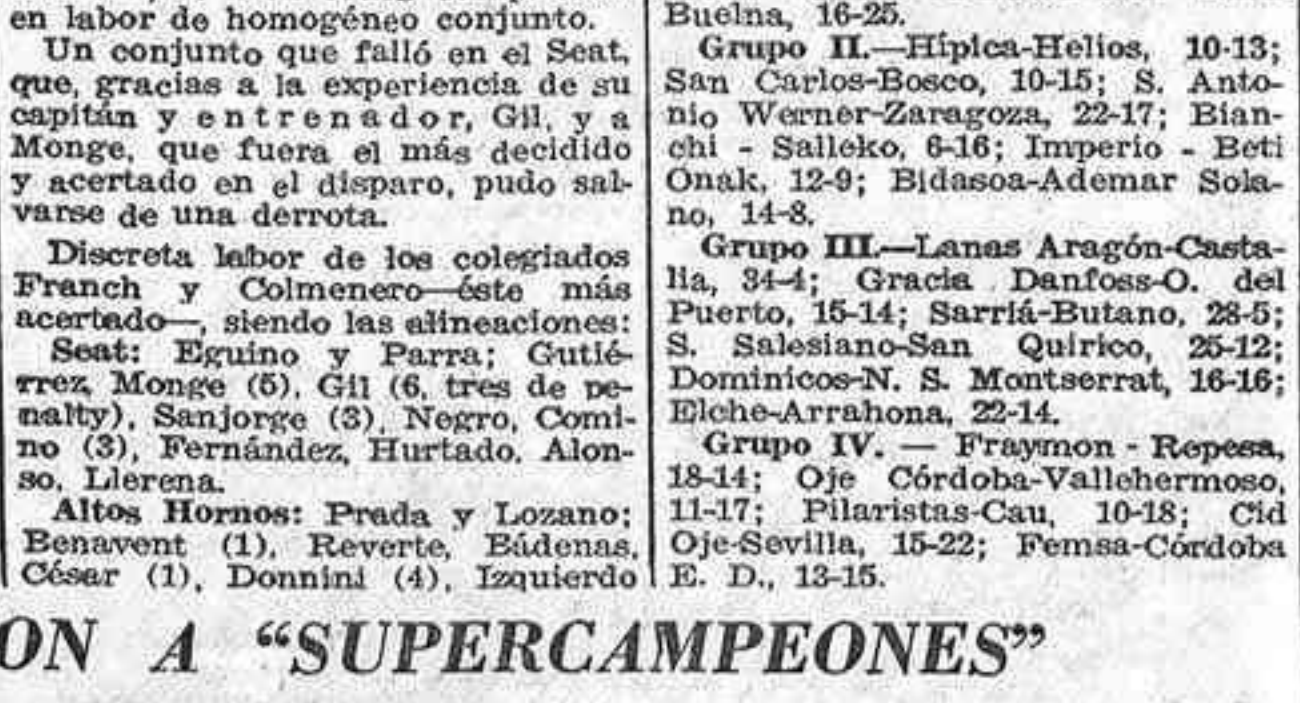 en labor de homogéneo conjunto.
Un conjunto que falló en el Seat,
que, gracias a la experiencia de su
capitán y entrenador, Gil, y a
Monge, que fuera el más decidido
y acertado en el disparo, pudo sal-
varse de una derrota.
Discreta labor de los colegiados
Franch y Colmenero—éste más
acertado—, siendo las alineaciones:
Seat: Eguino y Parra; Gutié-
rrez, Monge (5), Gil (6, tres de pe-
nalty), Sanjorge (3), Negro, Comi-
no (3), Fernández, Hurtado, Alon-
so, Llerena.
Altos Hornos: Prada y Lozano;
Benavent (1), Reverte, Bádenas,
César (1), Donnini (4), Izquierdo
Buelna, 16-25.
Grupo II.—Hípica-Helios, 10-13;
San Carlos-Bosco, 10-15; S. Anto-
nio Werner-Zaragoza, 22-17; Bian-
chi - Salleko, 6-16; Imperio - Beti
Onak, 12-9; Bidasoa-Ademar Sola-
no, 14-8.
Grupo III.—Lanas Aragón-Casta-
lia, 34-4; Gracia Danfoss-O. del
Puerto, 15-14; Sarriá-Butano, 28-5;
S. Salesiano-San Quirico, 25-12;
Dominicos-N. S. Montserrat, 16-16;
Elche-Arrahona, 22-14.
Grupo IV. — Fraymon - Repesa,
18-14; Oje Córdoba-Vallehermoso,
11-17; Pilaristas-Cau, 10-18; Cid
Oje-Sevilla, 15-22; Femsa-Córdoba
E. D., 13-15.
ON A “SUPERCAMPEONES”